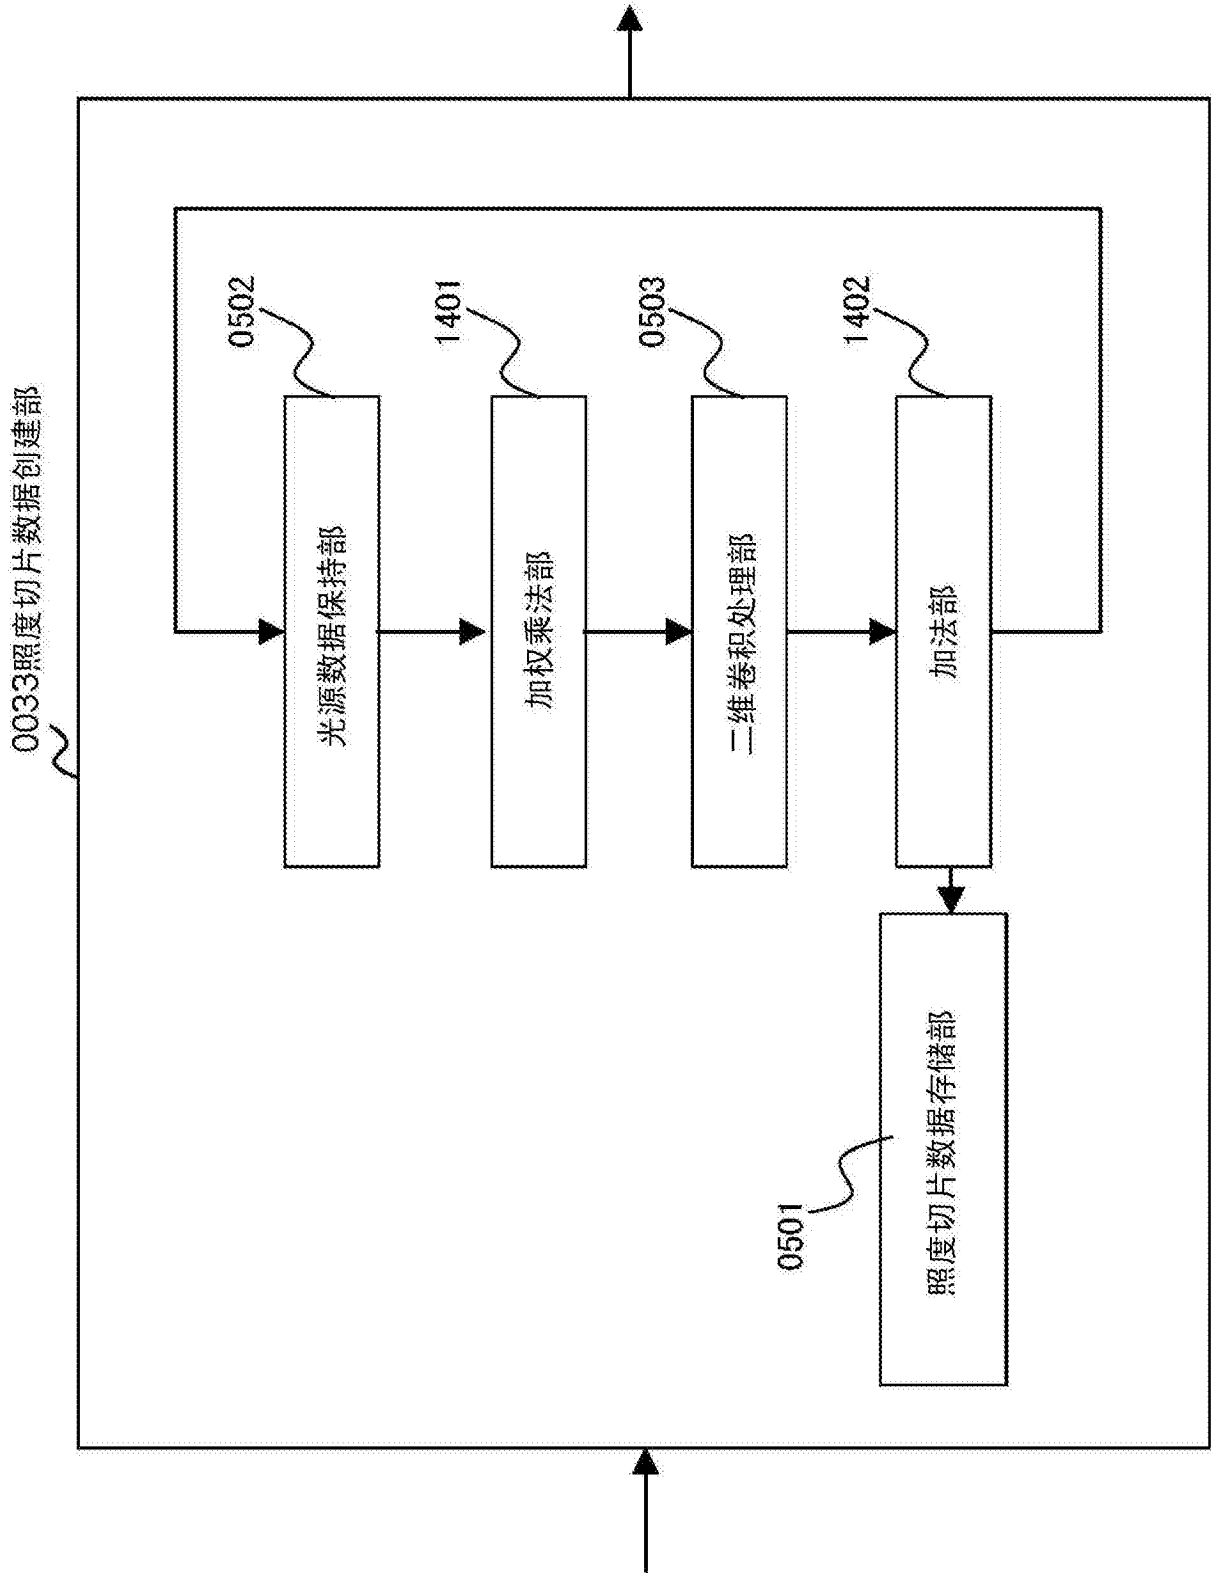 0033照度切片数据创建部
0502
光源数据保持部
1401
加权乘法部
0503
二维卷积处理部
1402
加法部
0501
照度切片数据存储部